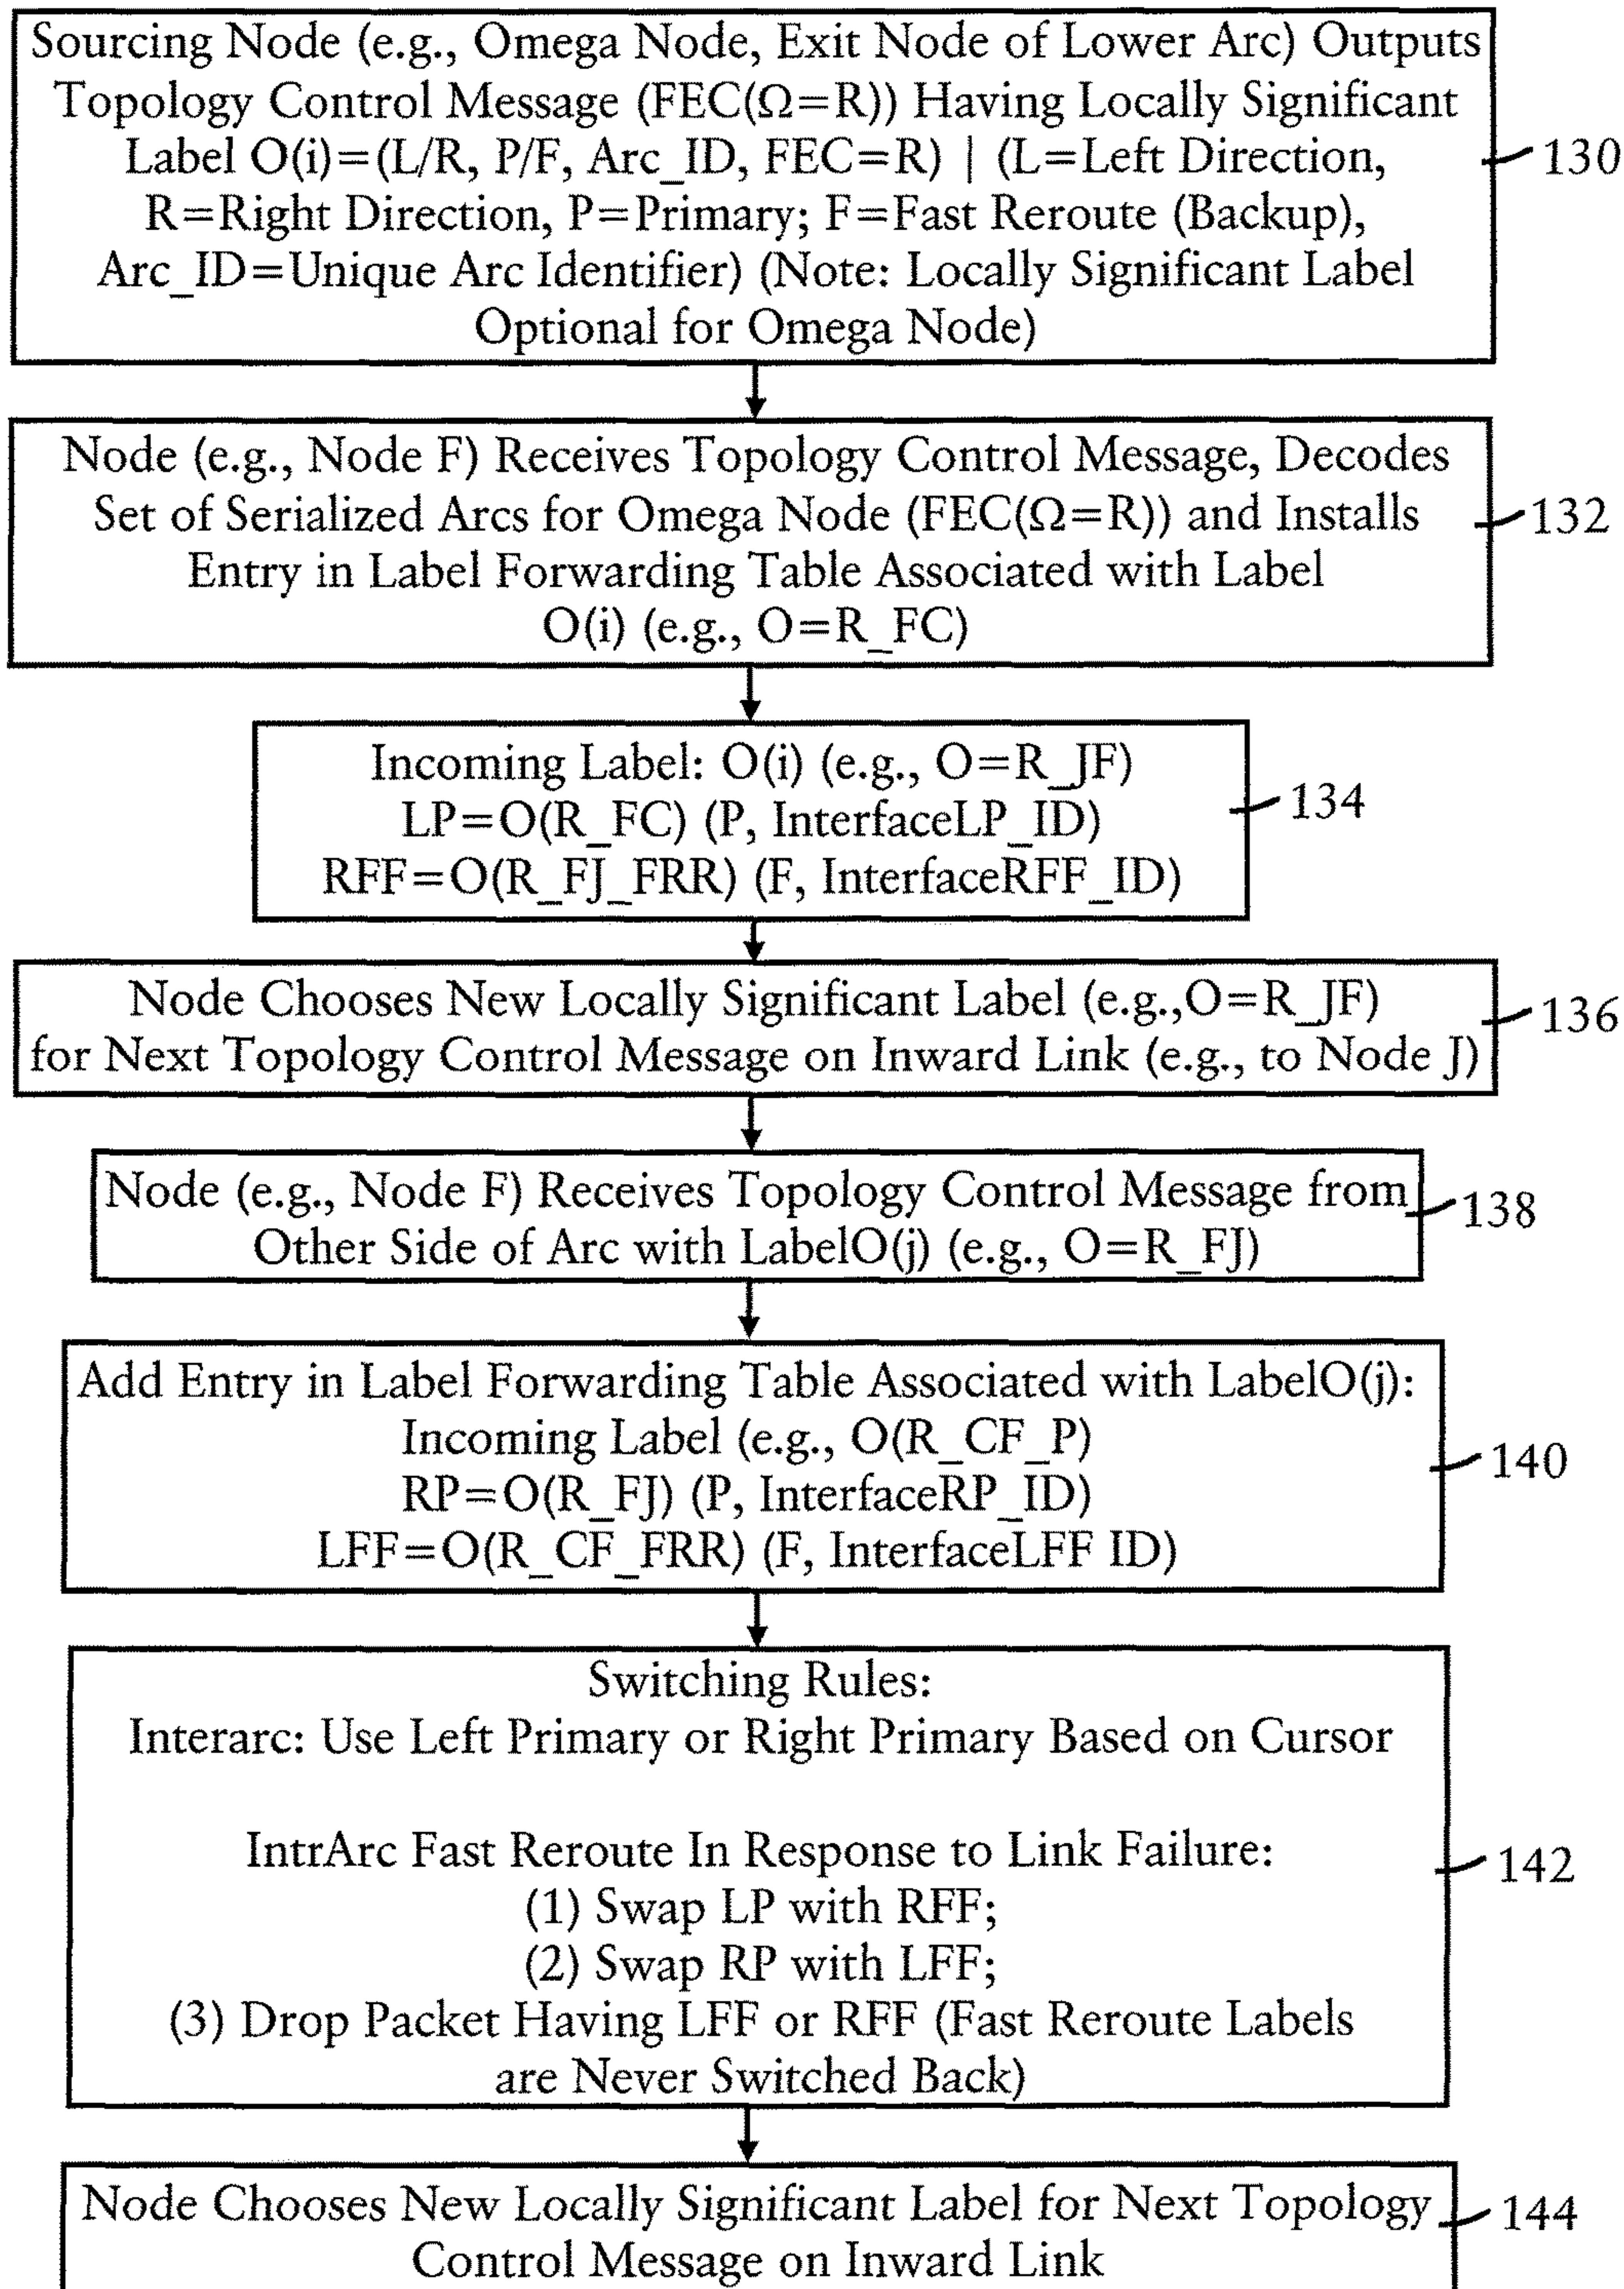 Sourcing Node (e.g., Omega Node, Exit Node of Lower Arc) Outputs
Topology Control Message (FEC(Ω=R)) Having Locally Significant
Label O(i)=(L/R, P/F, Arc_ID, FEC=R) | (L=Left Direction,
R=Right Direction, P=Primary; F=Fast Reroute (Backup),
Arc_ID=Unique Arc Identifier) (Note: Locally Significant Label
Optional for Omega Node)
130
Node (e.g., Node F) Receives Topology Control Message, Decodes
Set of Serialized Arcs for Omega Node (FEC(Ω=R)) and Installs
Entry in Label Forwarding Table Associated with Label
O(i) (e.g., O=R_FC)
132
Incoming Label: O(i) (e.g., O=R_JF)
LP=O(R_FC) (P, InterfaceLP_ID)
RFF=O(R_FJ_FRR) (F, InterfaceRFF_ID)
134
Node Chooses New Locally Significant Label (e.g.,O=R_JF)
for Next Topology Control Message on Inward Link (e.g., to Node J)
136
Node (e.g., Node F) Receives Topology Control Message from
Other Side of Arc with LabelO(j) (e.g., O=R_FJ)
138
Add Entry in Label Forwarding Table Associated with LabelO(j):
Incoming Label (e.g., O(R_CF_P)
RP=O(R_FJ) (P, InterfaceRP_ID)
LFF=O(R_CF_FRR) (F, InterfaceLFF ID)
140
Switching Rules:
Interarc: Use Left Primary or Right Primary Based on Cursor
IntrArc Fast Reroute In Response to Link Failure:
(1) Swap LP with RFF;
(2) Swap RP with LFF;
(3) Drop Packet Having LFF or RFF (Fast Reroute Labels
are Never Switched Back)
142
Node Chooses New Locally Significant Label for Next Topology
Control Message on Inward Link
144